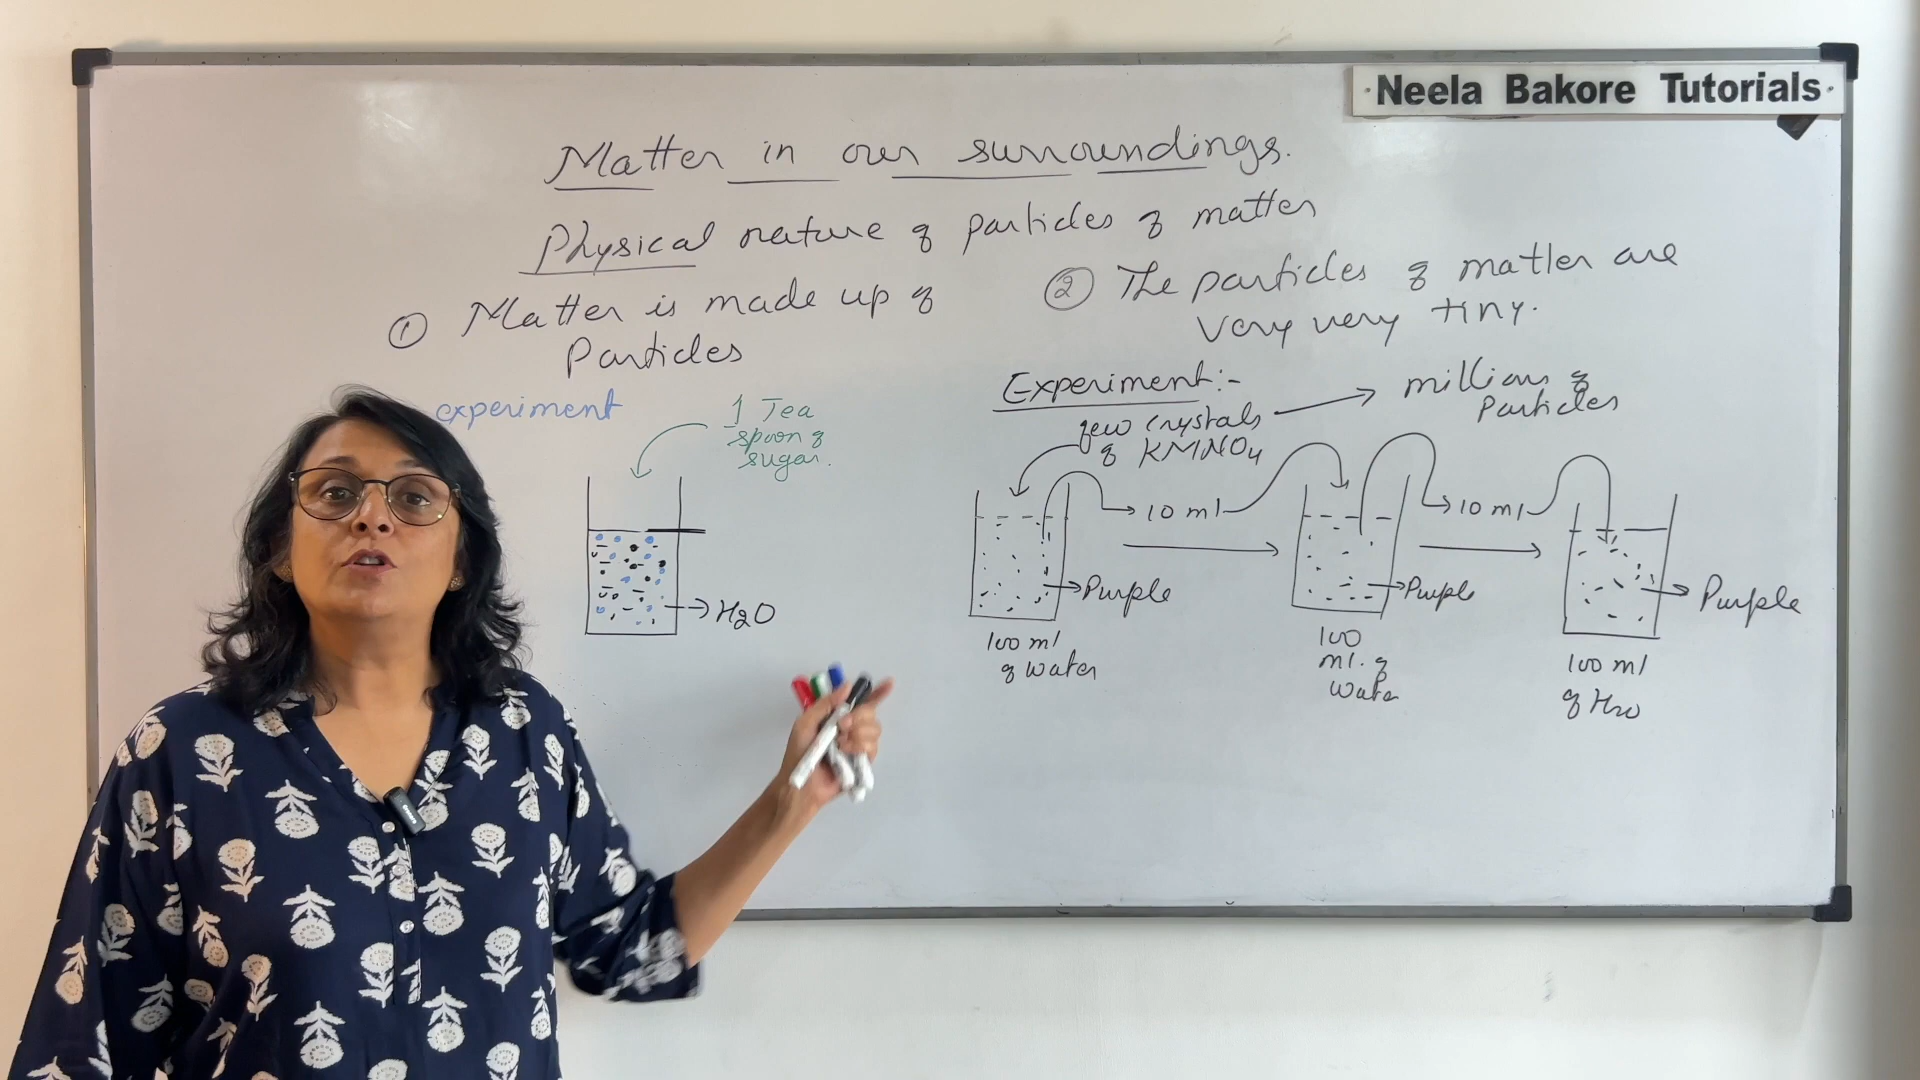 Neela Bakore Tutorials
Matter in our surroundings.
Physical nature of particles of matter
① Matter is made up of
Particles
experiment
1 Tea
spoon of
sugar.
H2O
② The particles of matter are
very very tiny.
Experiment:-
few crystals
of KMNO4
millions of
Particles
10 ml
10 ml
Purple
Purple
Purple
100 ml
of water
100
ml. of
water
100 ml
of H2O